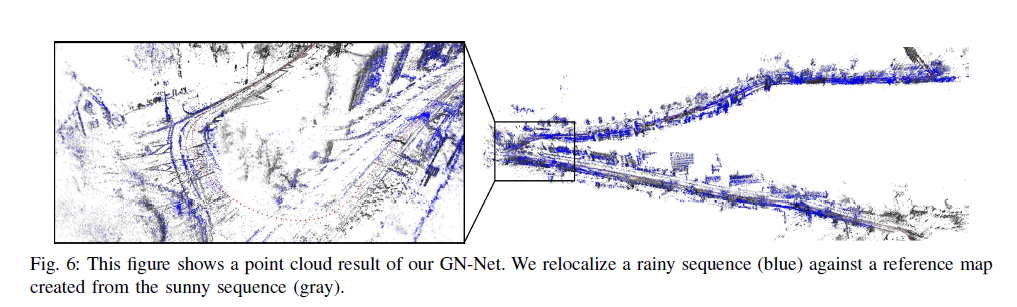 Fig. 6: This figure shows a point cloud result of our GN-Net. We relocalize a rainy sequence (blue) against a reference map
created from the sunny sequence (gray).